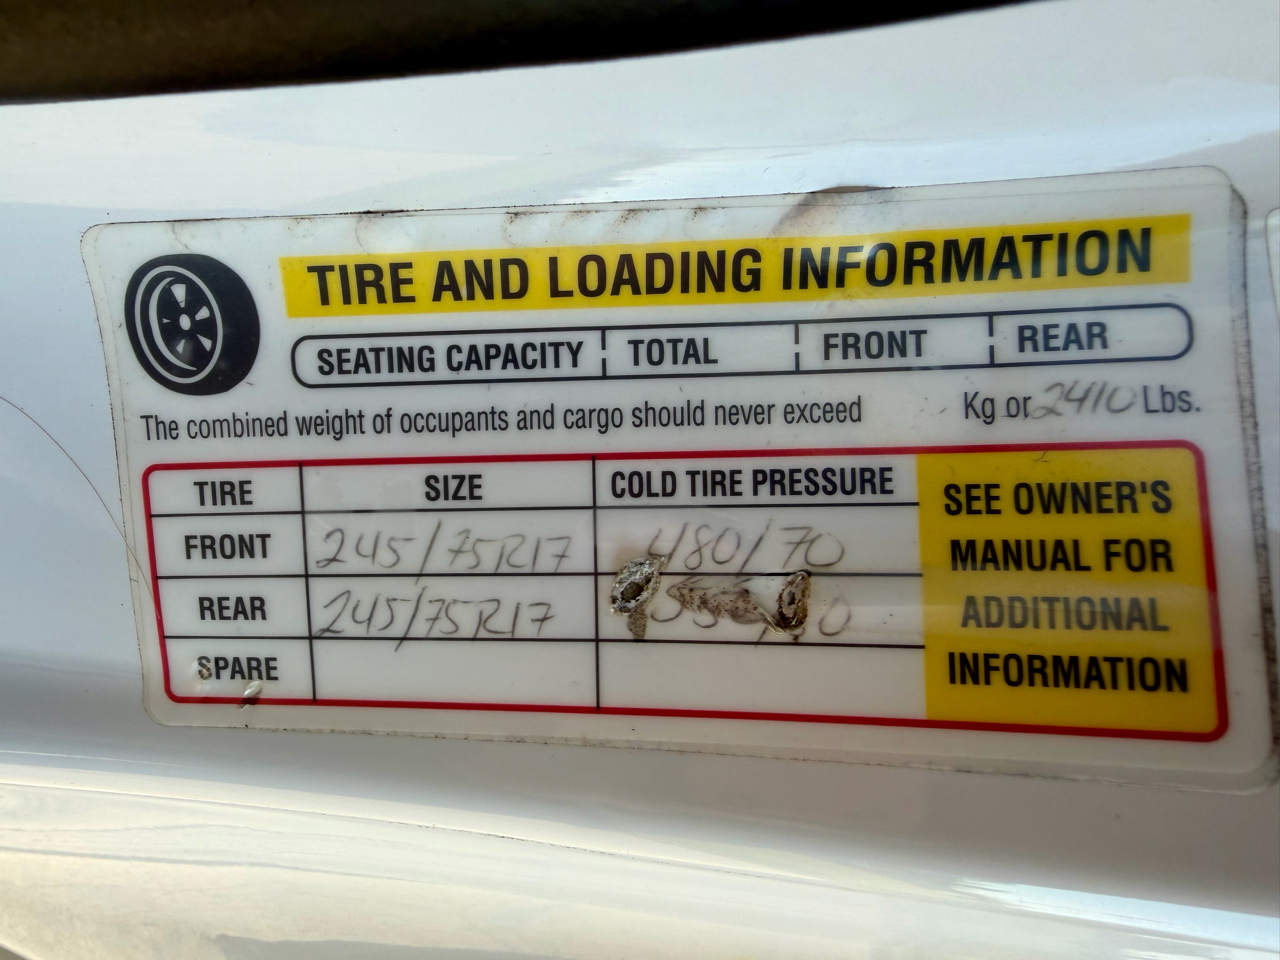 TIRE AND LOADING INFORMATION
SEATING CAPACITY TOTAL FRONT REAR
The combined weight of occupants and cargo should never exceed Kg or 2410 Lbs.
TIRE SIZE COLD TIRE PRESSURE
FRONT 245/75R17 480/70
REAR 245/75R17
SPARE
SEE OWNER'S
MANUAL FOR
ADDITIONAL
INFORMATION